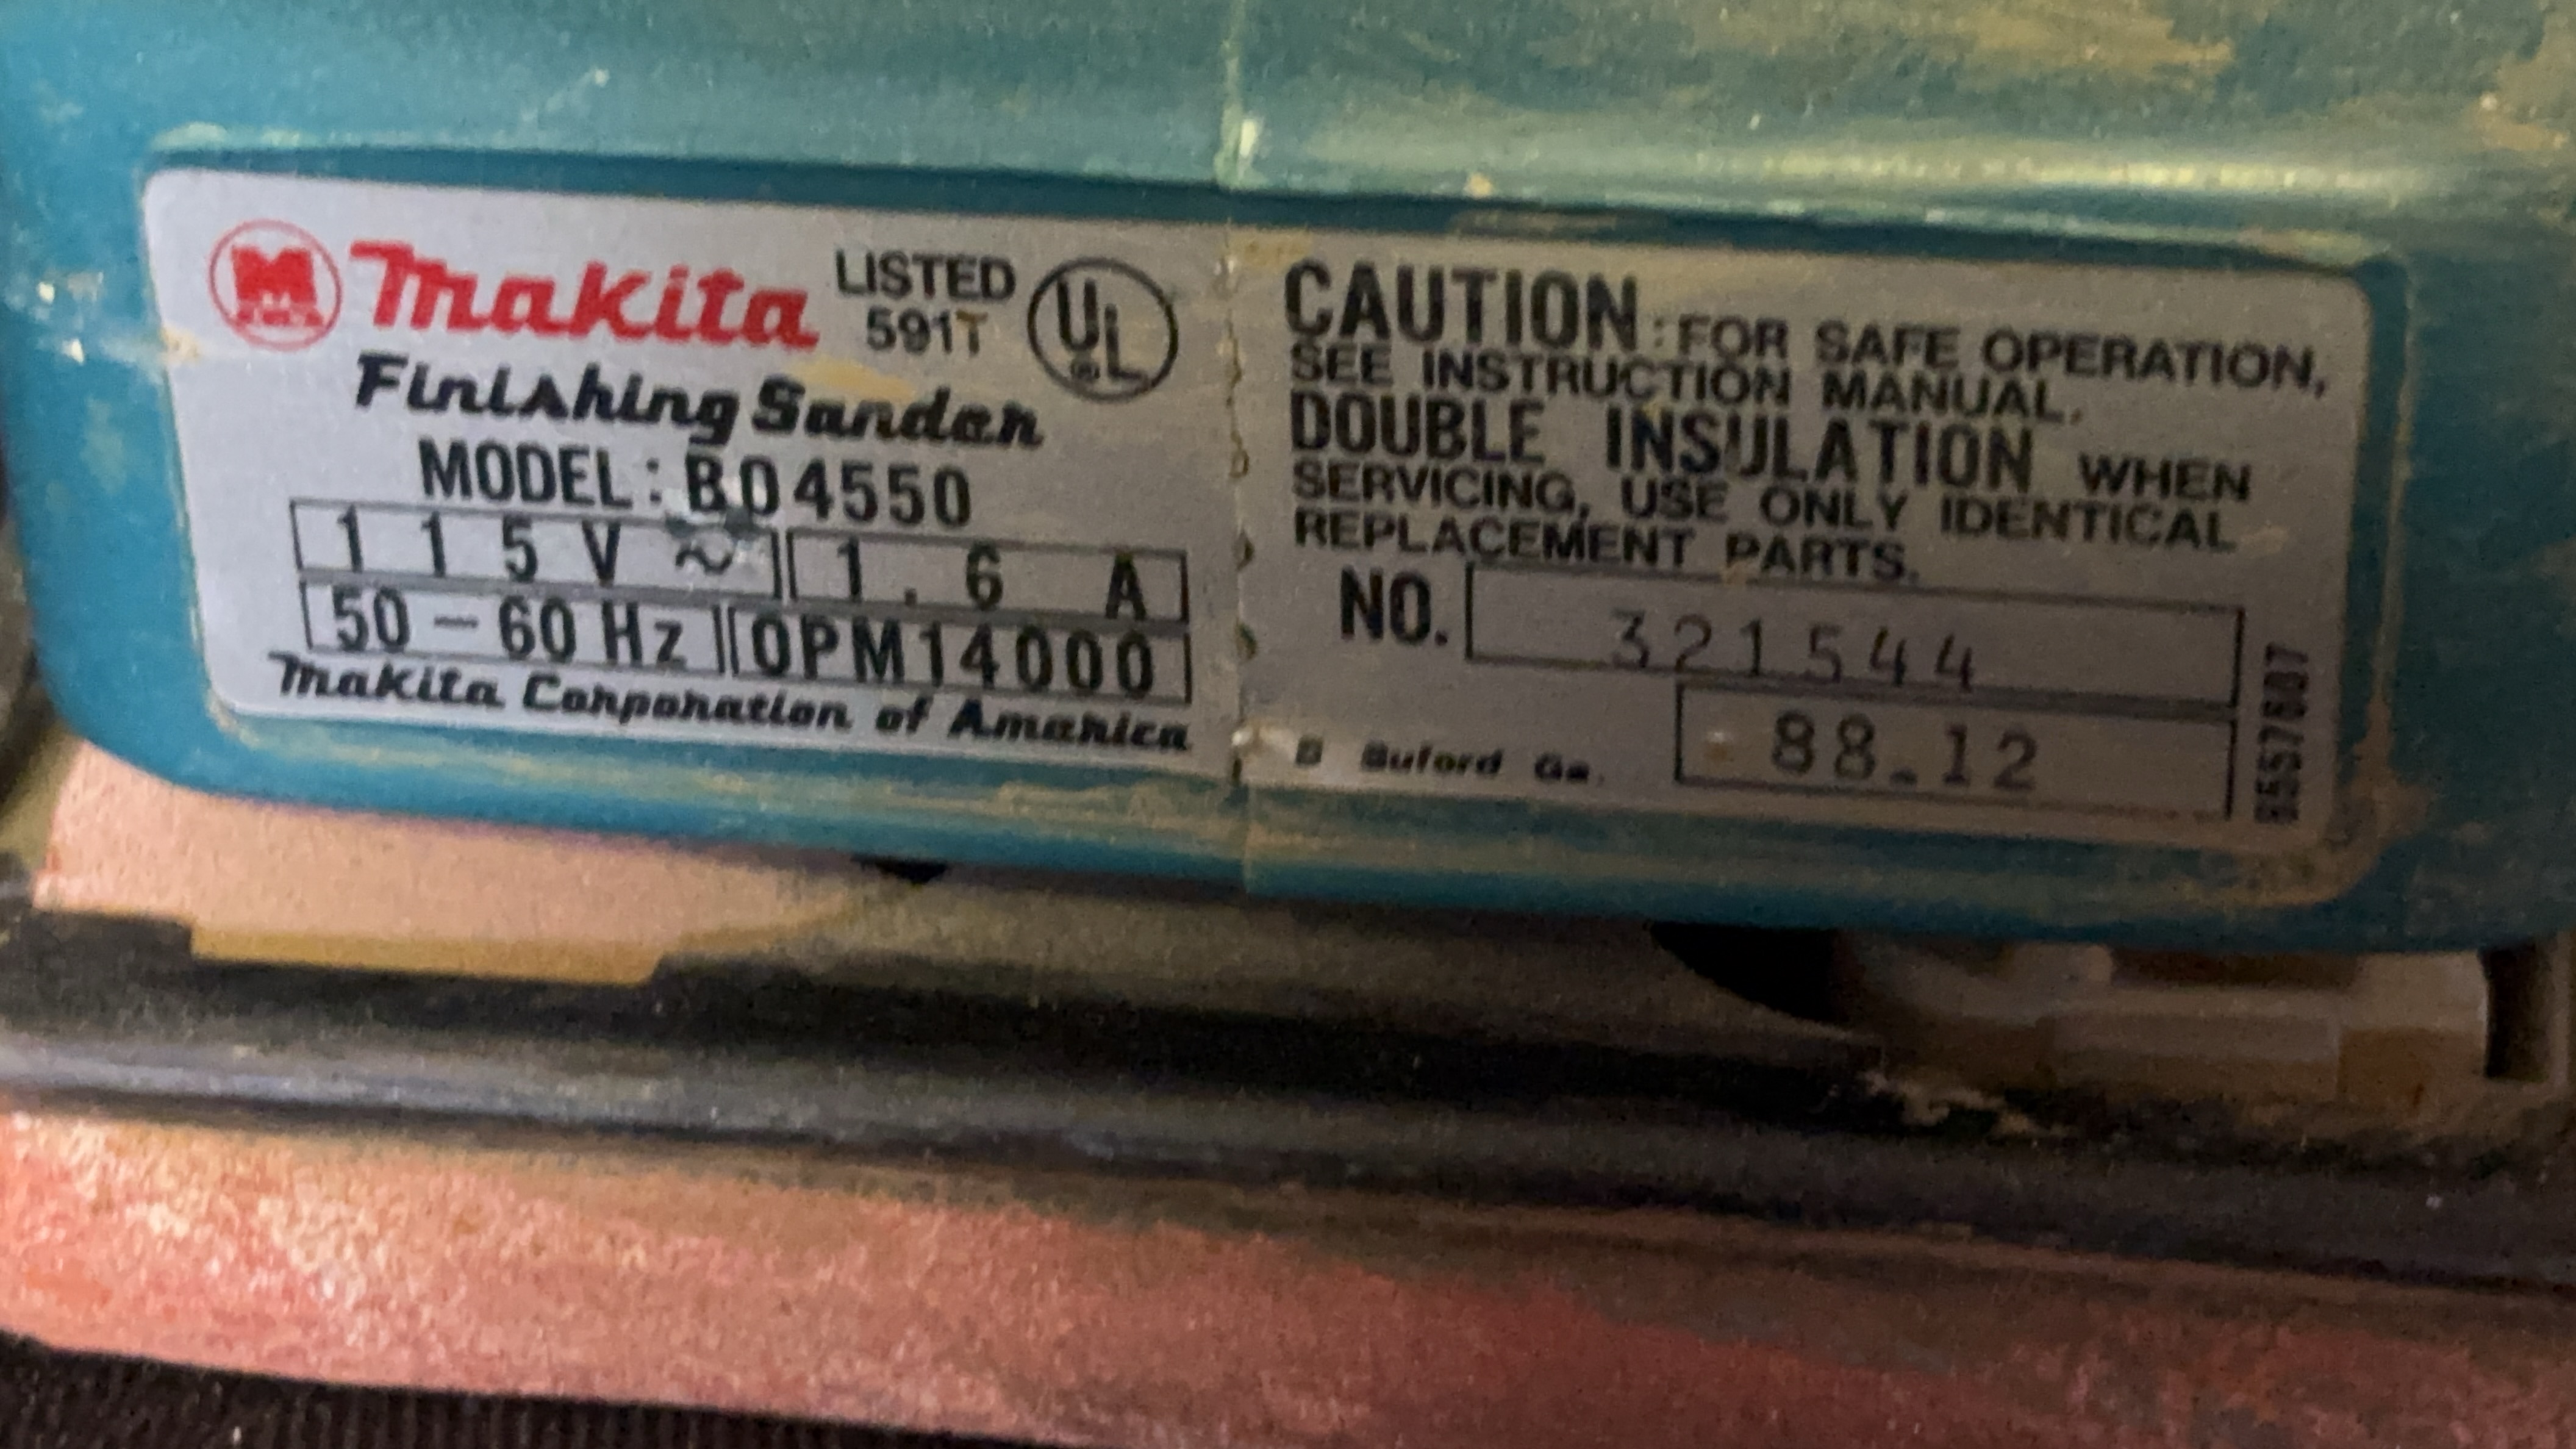 Makita LISTED 591T UL
Finishing Sander
MODEL: BO4550
115V ~ 1.6 A
50-60 Hz OPM14000
Makita Corporation of America
CAUTION: FOR SAFE OPERATION,
SEE INSTRUCTION MANUAL.
DOUBLE INSULATION WHEN
SERVICING, USE ONLY IDENTICAL
REPLACEMENT PARTS.
NO. 321544
Buford Ga.
88.12